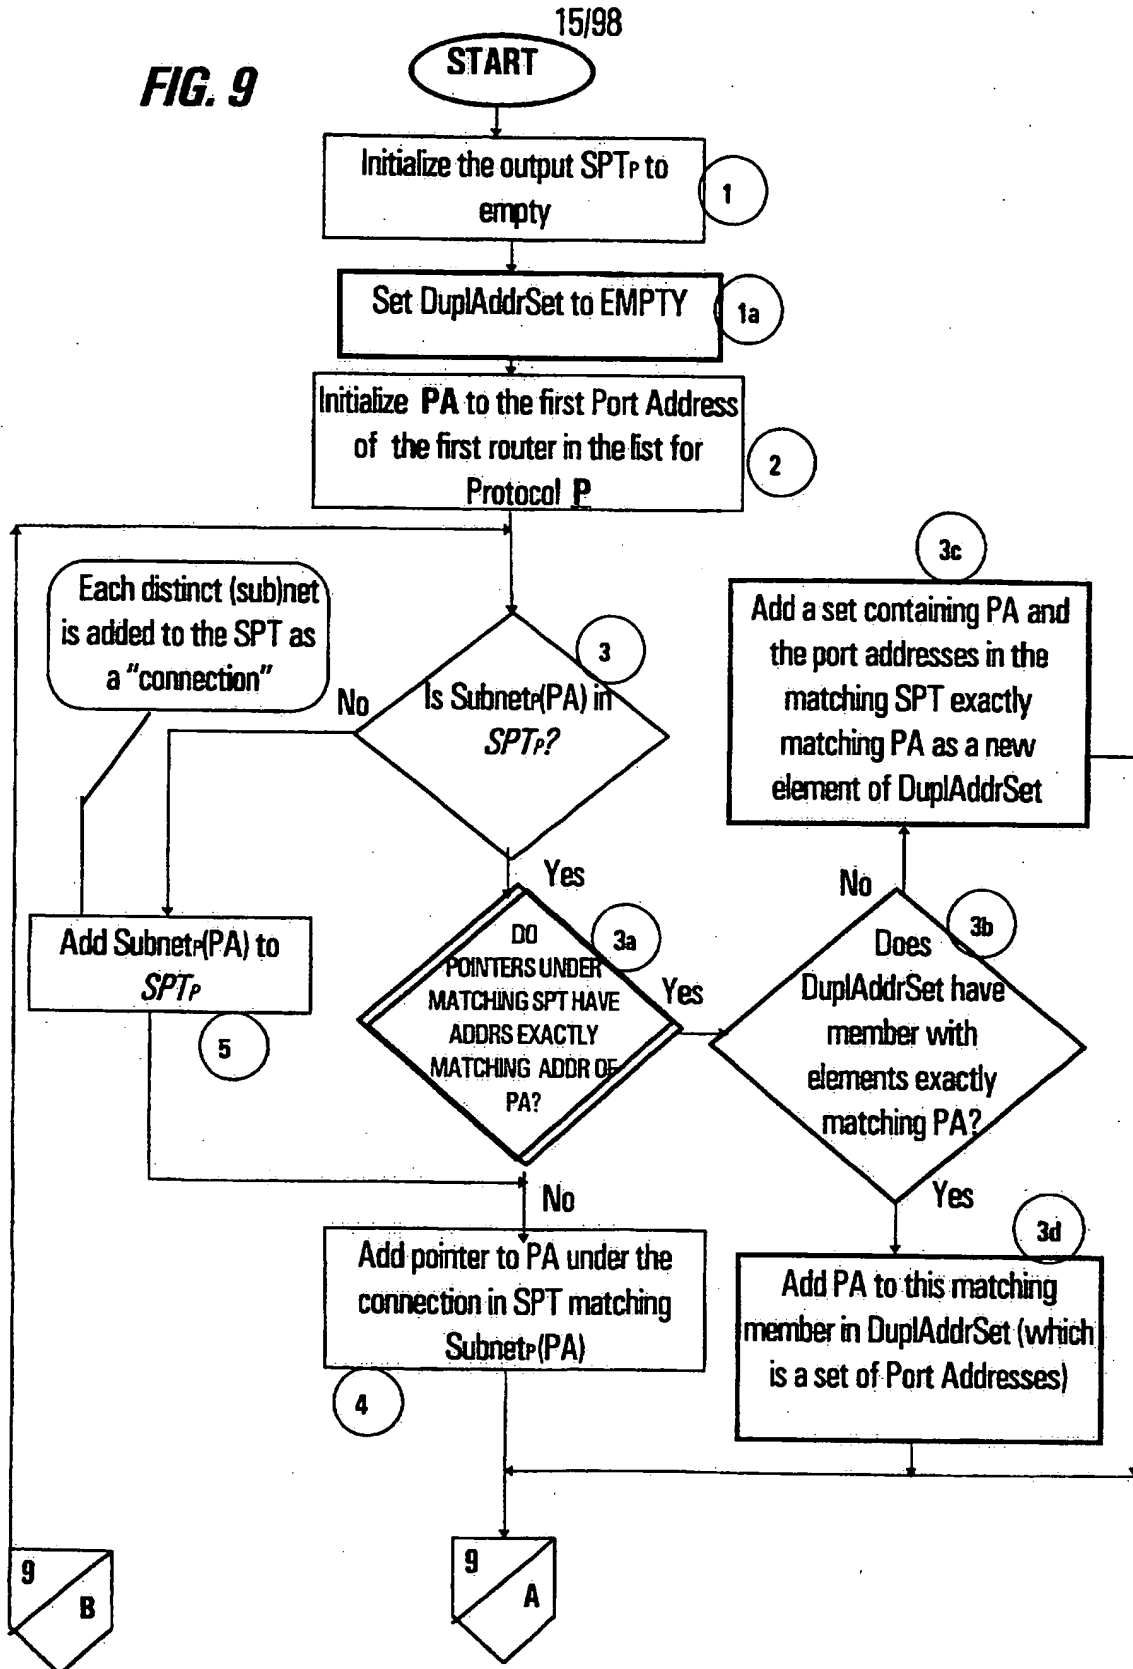 15/98
FIG. 9
START
Initialize the output SPTP to
empty
1
Set DuplAddrSet to EMPTY
1a
Initialize PA to the first Port Address
of the first router in the list for
Protocol P
2
3c
Each distinct (sub)net
is added to the SPT as
a "connection"
3
Add a set containing PA and
the port addresses in the
matching SPT exactly
matching PA as a new
element of DuplAddrSet
No
Is SubnetP(PA) in
SPTP?
Yes
No
3a
3b
DO
POINTERS UNDER
MATCHING SPT HAVE
ADDRS EXACTLY
MATCHING ADDR OF
PA?
Yes
Does
DuplAddrSet have
member with
elements exactly
matching PA?
Add SubnetP(PA) to
SPTP
5
No
Yes
3d
Add pointer to PA under the
connection in SPT matching
SubnetP(PA)
4
Add PA to this matching
member in DuplAddrSet (which
is a set of Port Addresses)
9
B
9
A